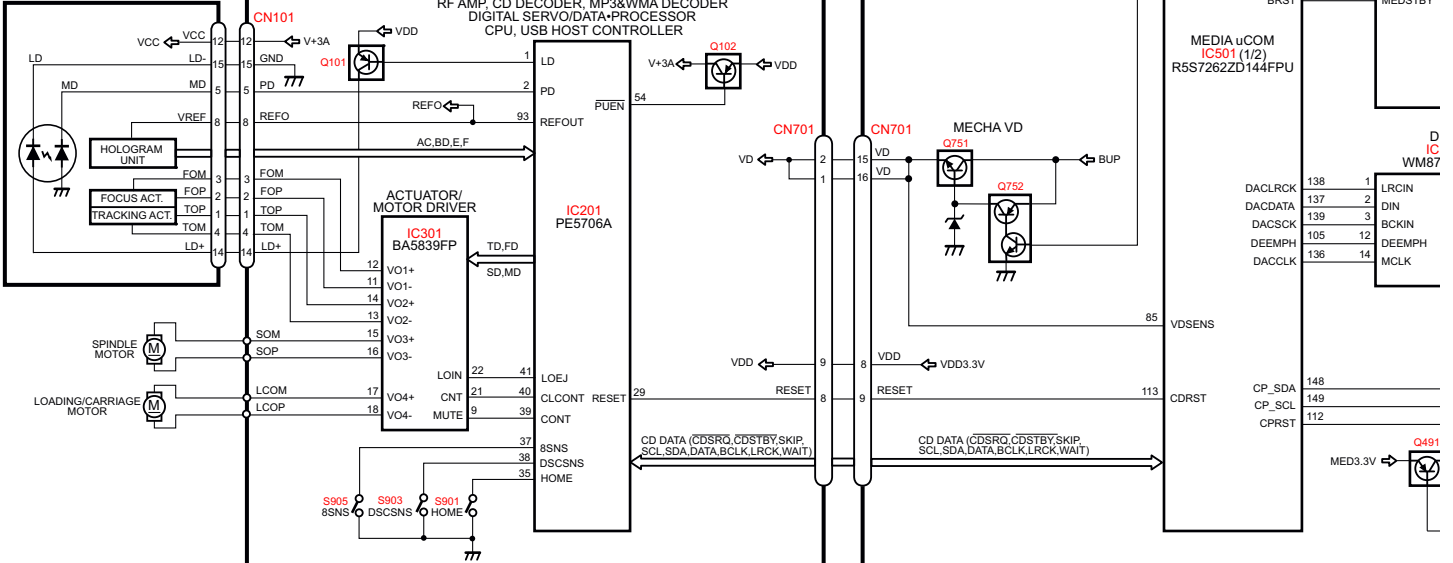 RF AMP, CD DECODER, MP3&WMA DECODER
DIGITAL SERVO/DATA•PROCESSOR
CPU, USB HOST CONTROLLER
BRST
MEDSTBY
CN101
VCC VCC 12 12 V+3A
LD LD- 15 15 GND
MD MD 5 5 PD
VREF 8 8 REFO
HOLOGRAM
UNIT
AC,BD,E,F
FOM 3 3 FOM
FOP 2 2 FOP
TOP 1 1 TOP
TOM 4 4 TOM
LD+ 14 14 LD+
FOCUS ACT.
TRACKING ACT.
VDD
Q101
REFO
1 LD
2 PD
93 REFOUT
PUEN 54
Q102
V+3A VDD
IC201
PE5706A
ACTUATOR/
MOTOR DRIVER
IC301
BA5839FP
TD,FD
SD,MD
12 VO1+
11 VO1-
14 VO2+
13 VO2-
15 VO3+
16 VO3-
17 VO4+
18 VO4-
SPINDLE
MOTOR
M
SOM
SOP
LOADING/CARRIAGE
MOTOR
M
LCOM
LCOP
LOIN 22 41 LOEJ
CNT 21 40 CLCONT
MUTE 9 39 CONT
RESET 29
37 8SNS
38 DSCSNS
35 HOME
S905 S903 S901
8SNS DSCSNS HOME
CN701 CN701
VD 2 15 VD
1 16 VD
MECHA VD
Q751
BUP
Q752
VDD 9 8 VDD VDD3.3V
RESET 8 9 RESET
CD DATA (CDSRQ,CDSTBY,SKIP,
SCL,SDA,DATA,BCLK,LRCK,WAIT)
CD DATA (CDSRQ,CDSTBY,SKIP,
SCL,SDA,DATA,BCLK,LRCK,WAIT)
MEDIA uCOM
IC501 (1/2)
R5S7262ZD144FPU
85 VDSENS
113 CDRST
DACLRCK 138 1 LRCIN
DACDATA 137 2 DIN
DACSCK 139 3 BCKIN
DEEMPH 105 12 DEEMPH
DACCLK 136 14 MCLK
D
IC
WM87
CP_SDA 148
CP_SCL 149
CPRST 112
Q491
MED3.3V